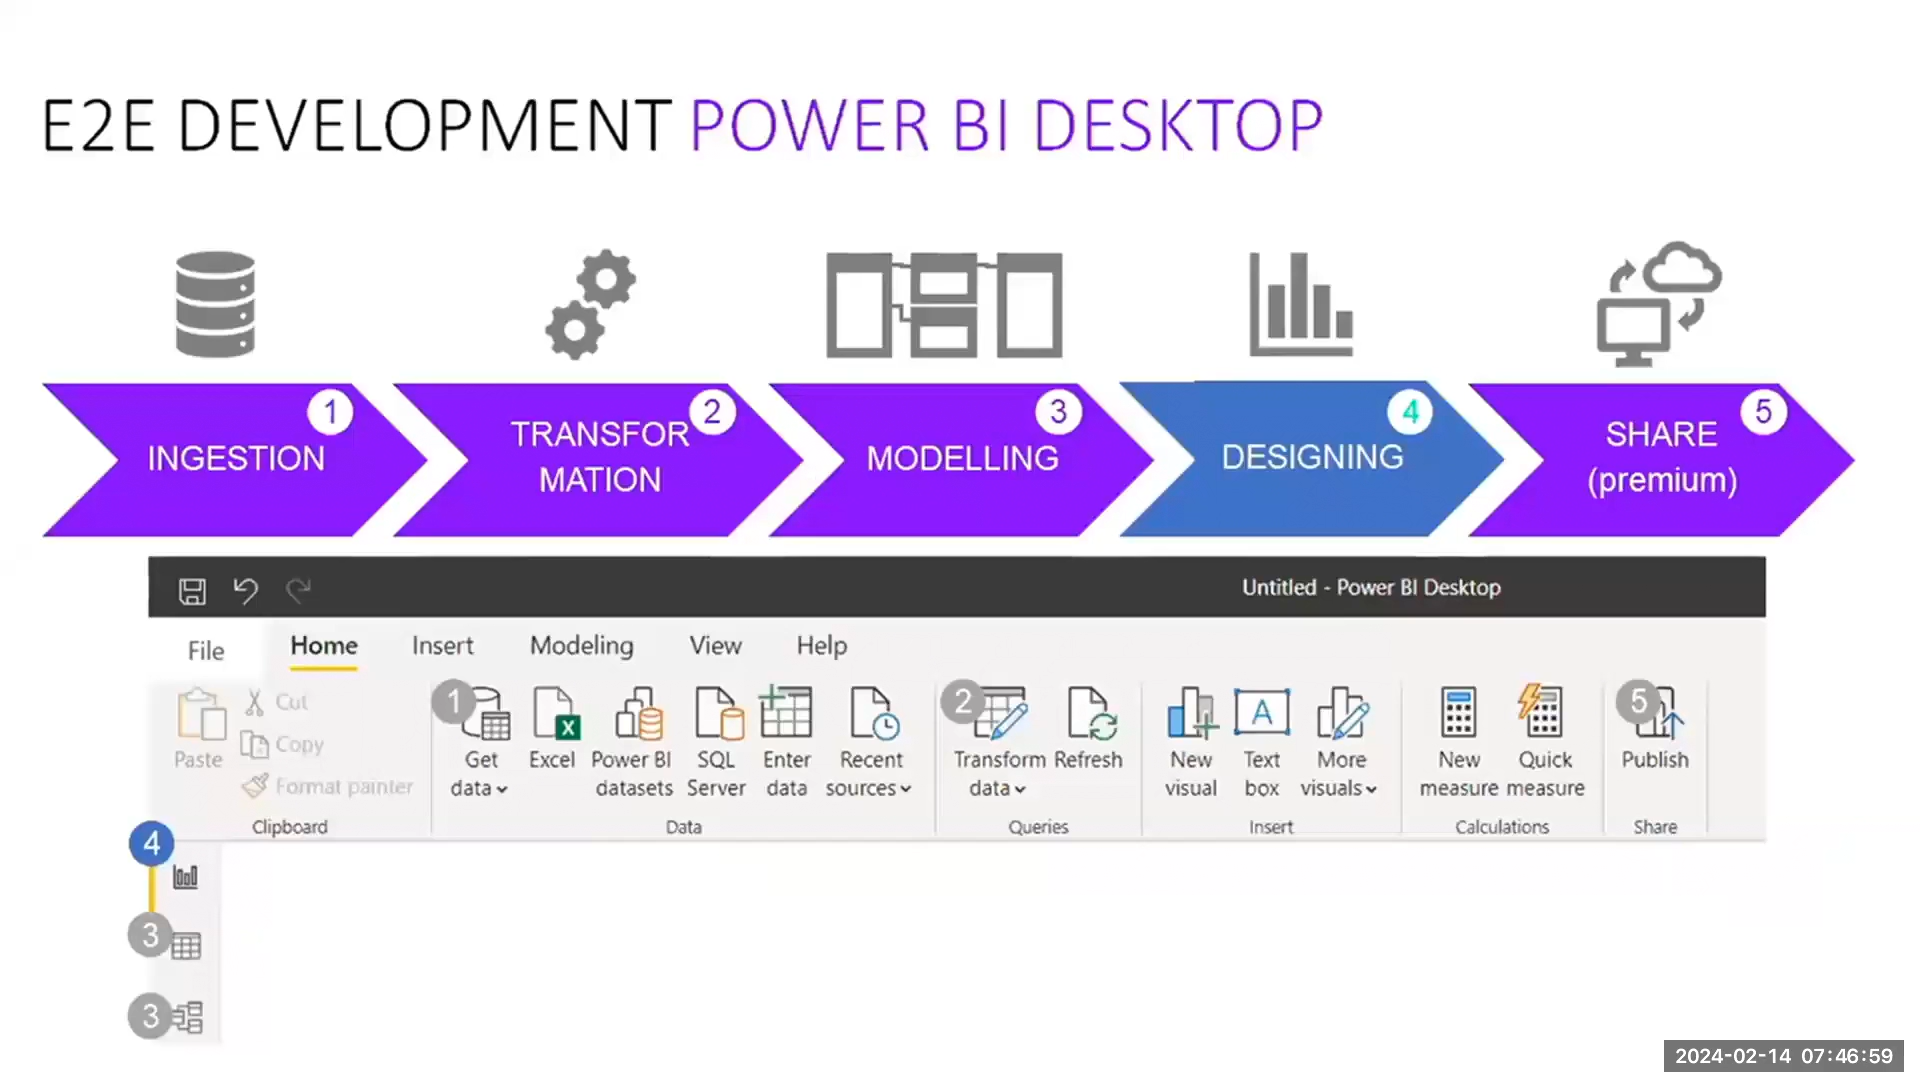 E2E DEVELOPMENT POWER BI DESKTOP
1
INGESTION
2
TRANSFOR
MATION
3
MODELLING
4
DESIGNING
5
SHARE
(premium)
Untitled - Power BI Desktop
File Home Insert Modeling View Help
Paste
Cut
Copy
Format painter
Clipboard
1
Get
data
Excel
Power BI
datasets
SQL
Server
Enter
data
Recent
sources
Data
2
Transform
data
Refresh
Queries
New
visual
A
Text
box
More
visuals
Insert
New
measure
Quick
measure
Calculations
5
Publish
Share
4
3
3
2024-02-14 07:46:59